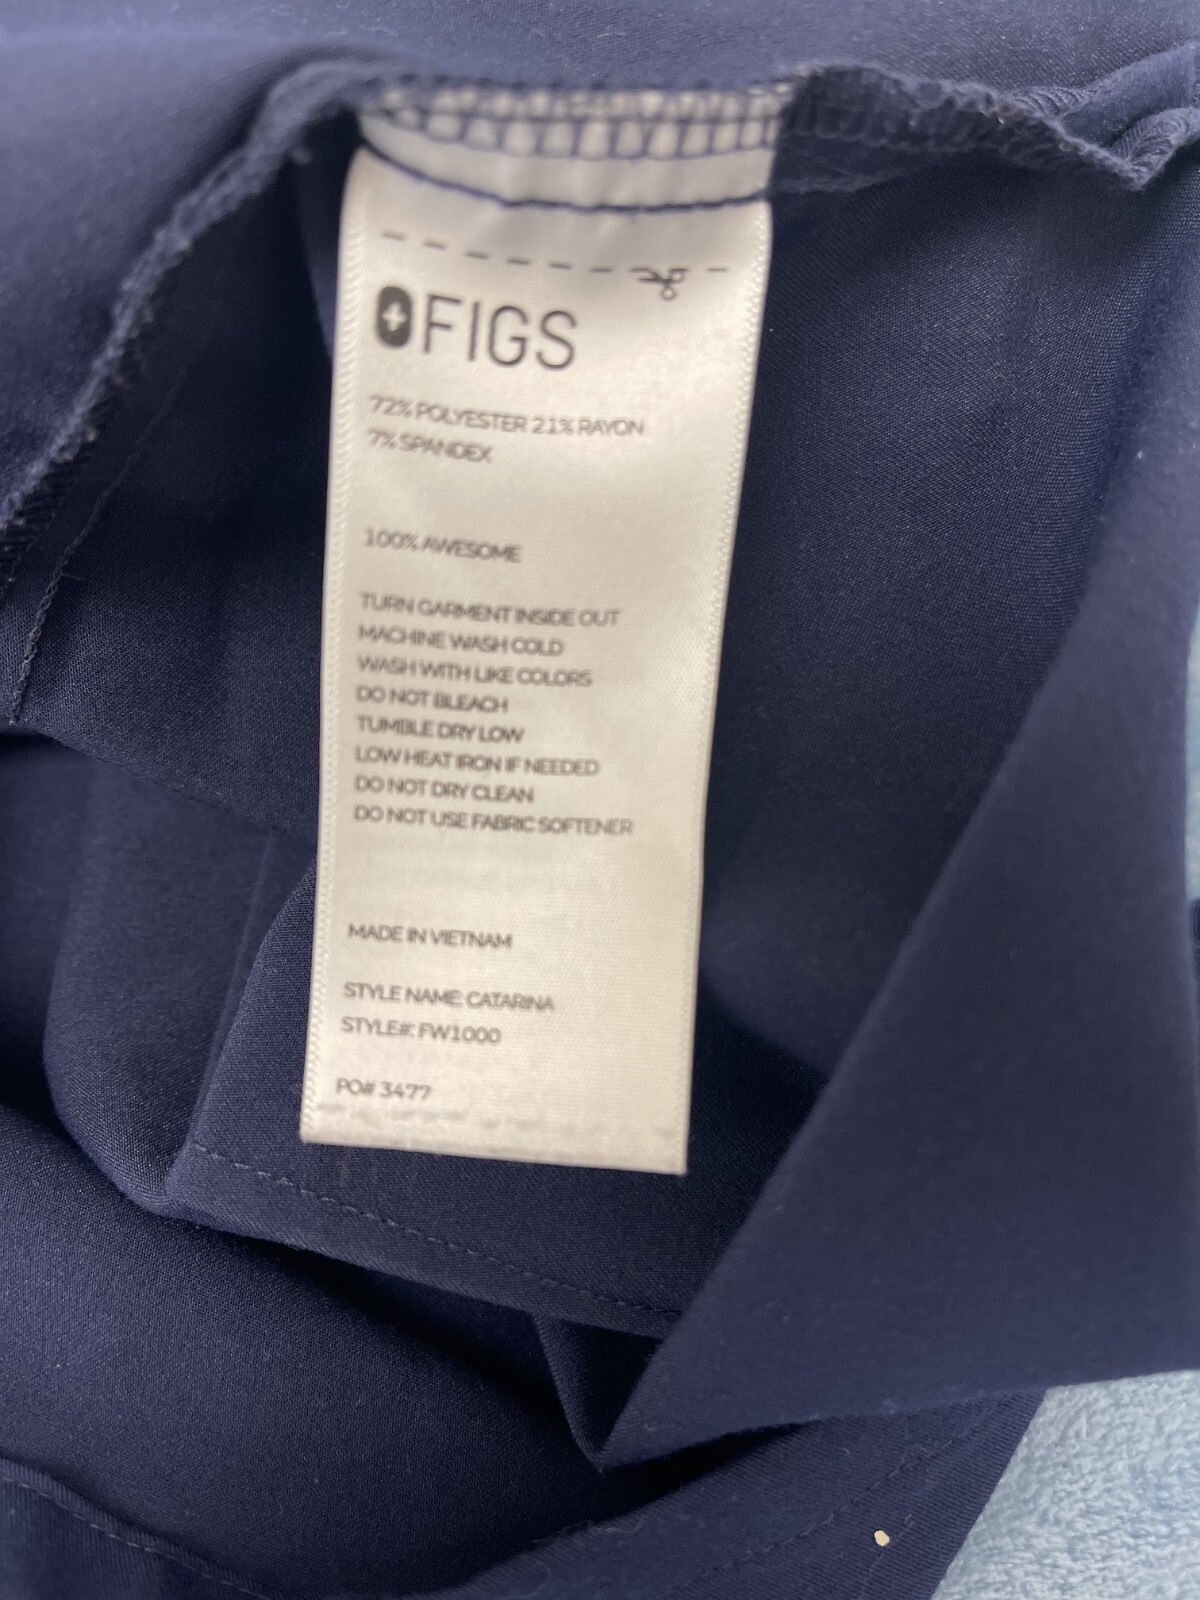 FIGS
72% POLYESTER 21% RAYON
7% SPANDEX
100% AWESOME
TURN GARMENT INSIDE OUT
MACHINE WASH COLD
WASH WITH LIKE COLORS
DO NOT BLEACH
TUMBLE DRY LOW
LOW HEAT IRON IF NEEDED
DO NOT DRY CLEAN
DO NOT USE FABRIC SOFTENER
MADE IN VIETNAM
STYLE NAME: CATARINA
STYLE#: FW1000
PO# 3477